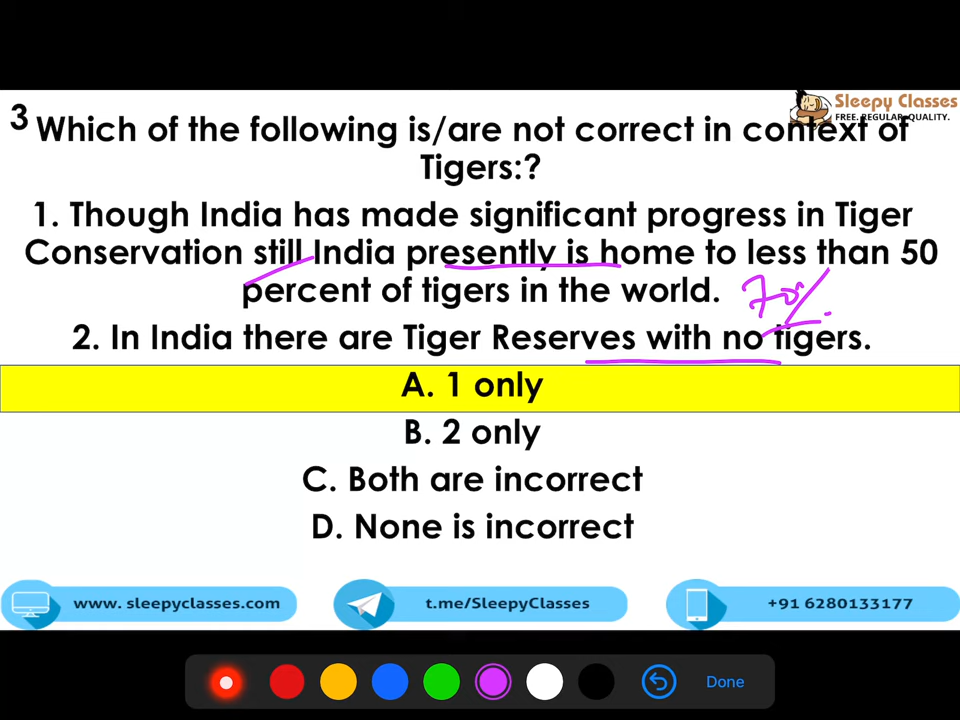 3
Sleepy Classes
FREE. REGULAR. QUALITY.
Which of the following is/are not correct in context of
Tigers:?
1. Though India has made significant progress in Tiger
Conservation still India presently is home to less than 50
percent of tigers in the world.
70%.
2. In India there are Tiger Reserves with no tigers.
A. 1 only
B. 2 only
C. Both are incorrect
D. None is incorrect
www. sleepyclasses.com
t.me/SleepyClasses
+91 6280133177
Done